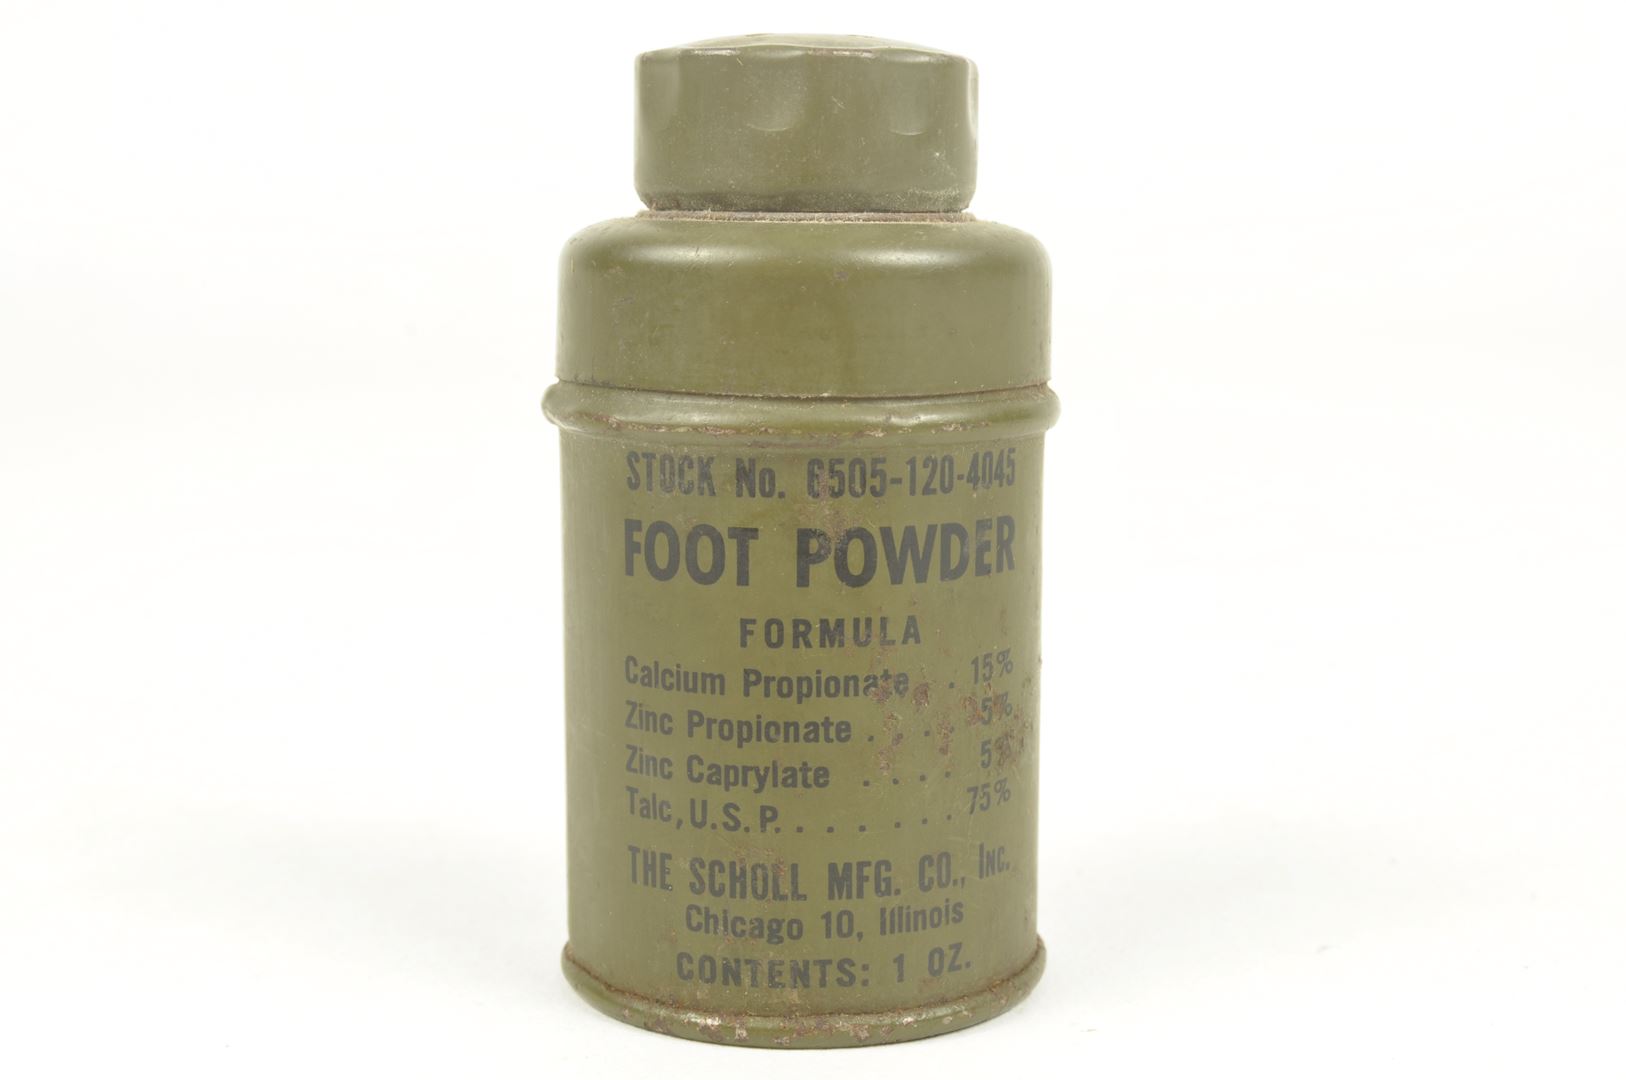 STOCK No. 6505-120-4045
FOOT POWDER
FORMULA
Calcium Propionate . . 15%
Zinc Propionate . . . . 5%
Zinc Caprylate . . . . 5%
Talc, U.S.P. . . . . . . 75%
THE SCHOLL MFG. CO., INC.
Chicago 10, Illinois
CONTENTS: 1 OZ.